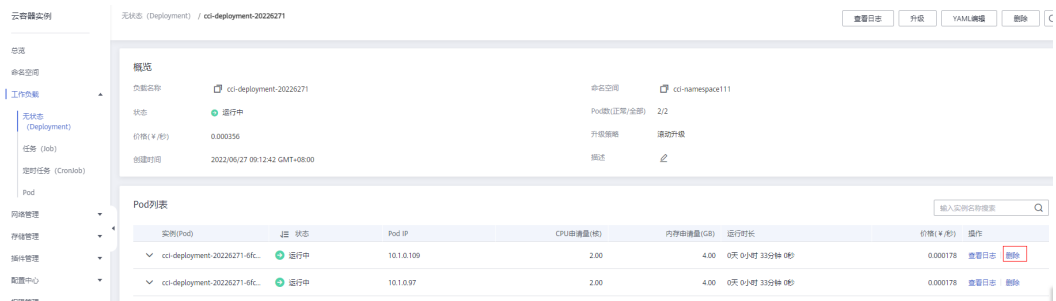 云容器实例
无状态（Deployment） / cci-deployment-20226271
查看日志 升级 YAML编辑 删除
总览
命名空间
工作负载
无状态
（Deployment）
任务（Job）
定时任务（CronJob）
Pod
网络管理
存储管理
插件管理
配置中心
概览
负载名称 cci-deployment-20226271 命名空间 cci-namespace111
状态 运行中 Pod数(正常/全部) 2/2
价格(￥/秒) 0.000356 升级策略 滚动升级
创建时间 2022/06/27 09:12:42 GMT+08:00 描述
Pod列表
输入实例名称搜索
实例(Pod) 状态 Pod IP CPU申请量(核) 内存申请量(GB) 运行时长 价格(￥/秒) 操作
cci-deployment-20226271-6fc... 运行中 10.1.0.109 2.00 4.00 0天 0小时 33分钟 0秒 0.000178 查看日志 删除
cci-deployment-20226271-6fc... 运行中 10.1.0.97 2.00 4.00 0天 0小时 33分钟 0秒 0.000178 查看日志 删除